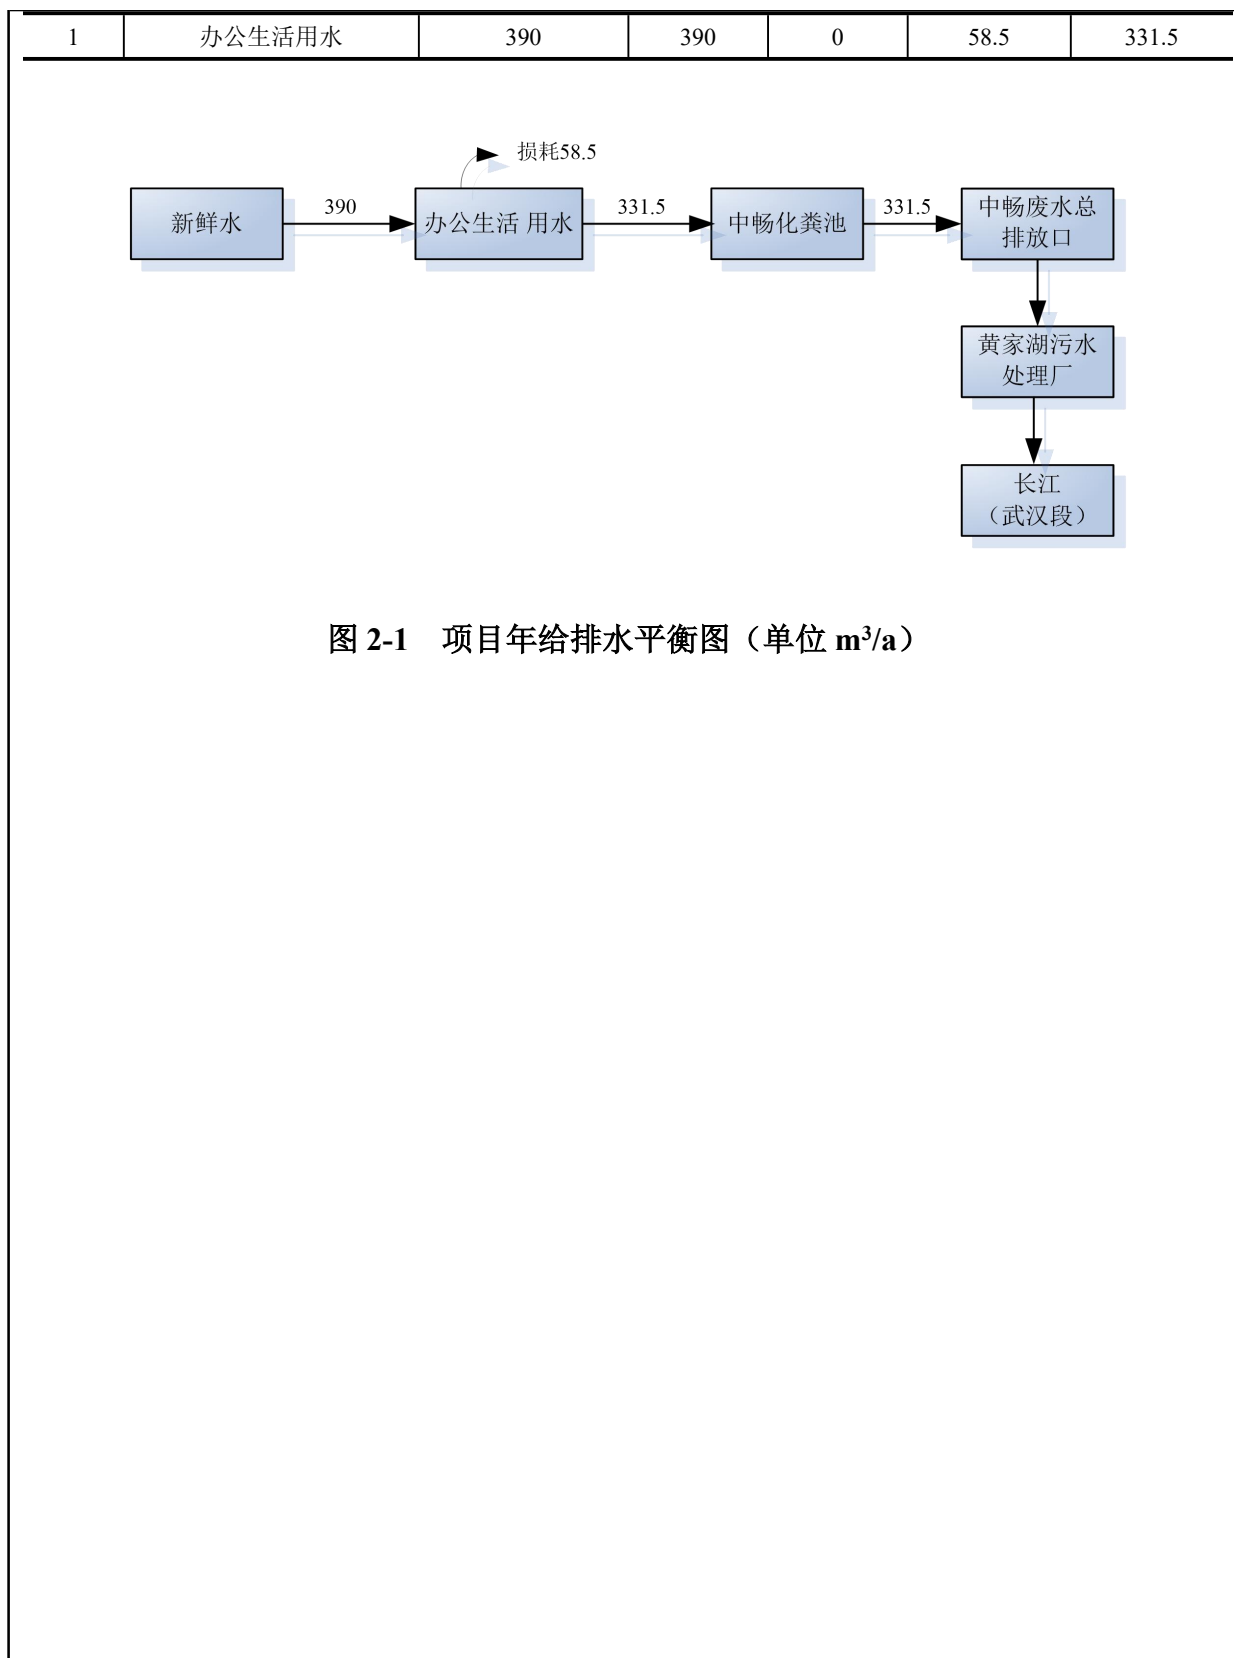 1 办公生活用水 390 390 0 58.5 331.5
损耗58.5
新鲜水 390 办公生活 用水 331.5 中畅化粪池 331.5 中畅废水总
排放口
黄家湖污水
处理厂
长江
（武汉段）
图 2-1 项目年给排水平衡图（单位 m³/a）